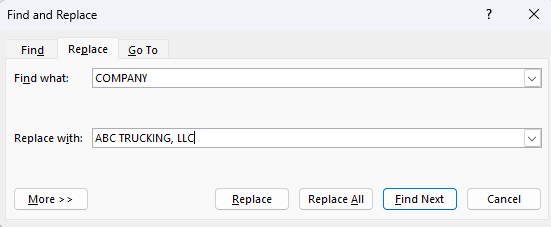 Find and Replace ? X
Find Replace Go To
Find what: COMPANY
Replace with: ABC TRUCKING, LLC
More >> Replace Replace All Find Next Cancel